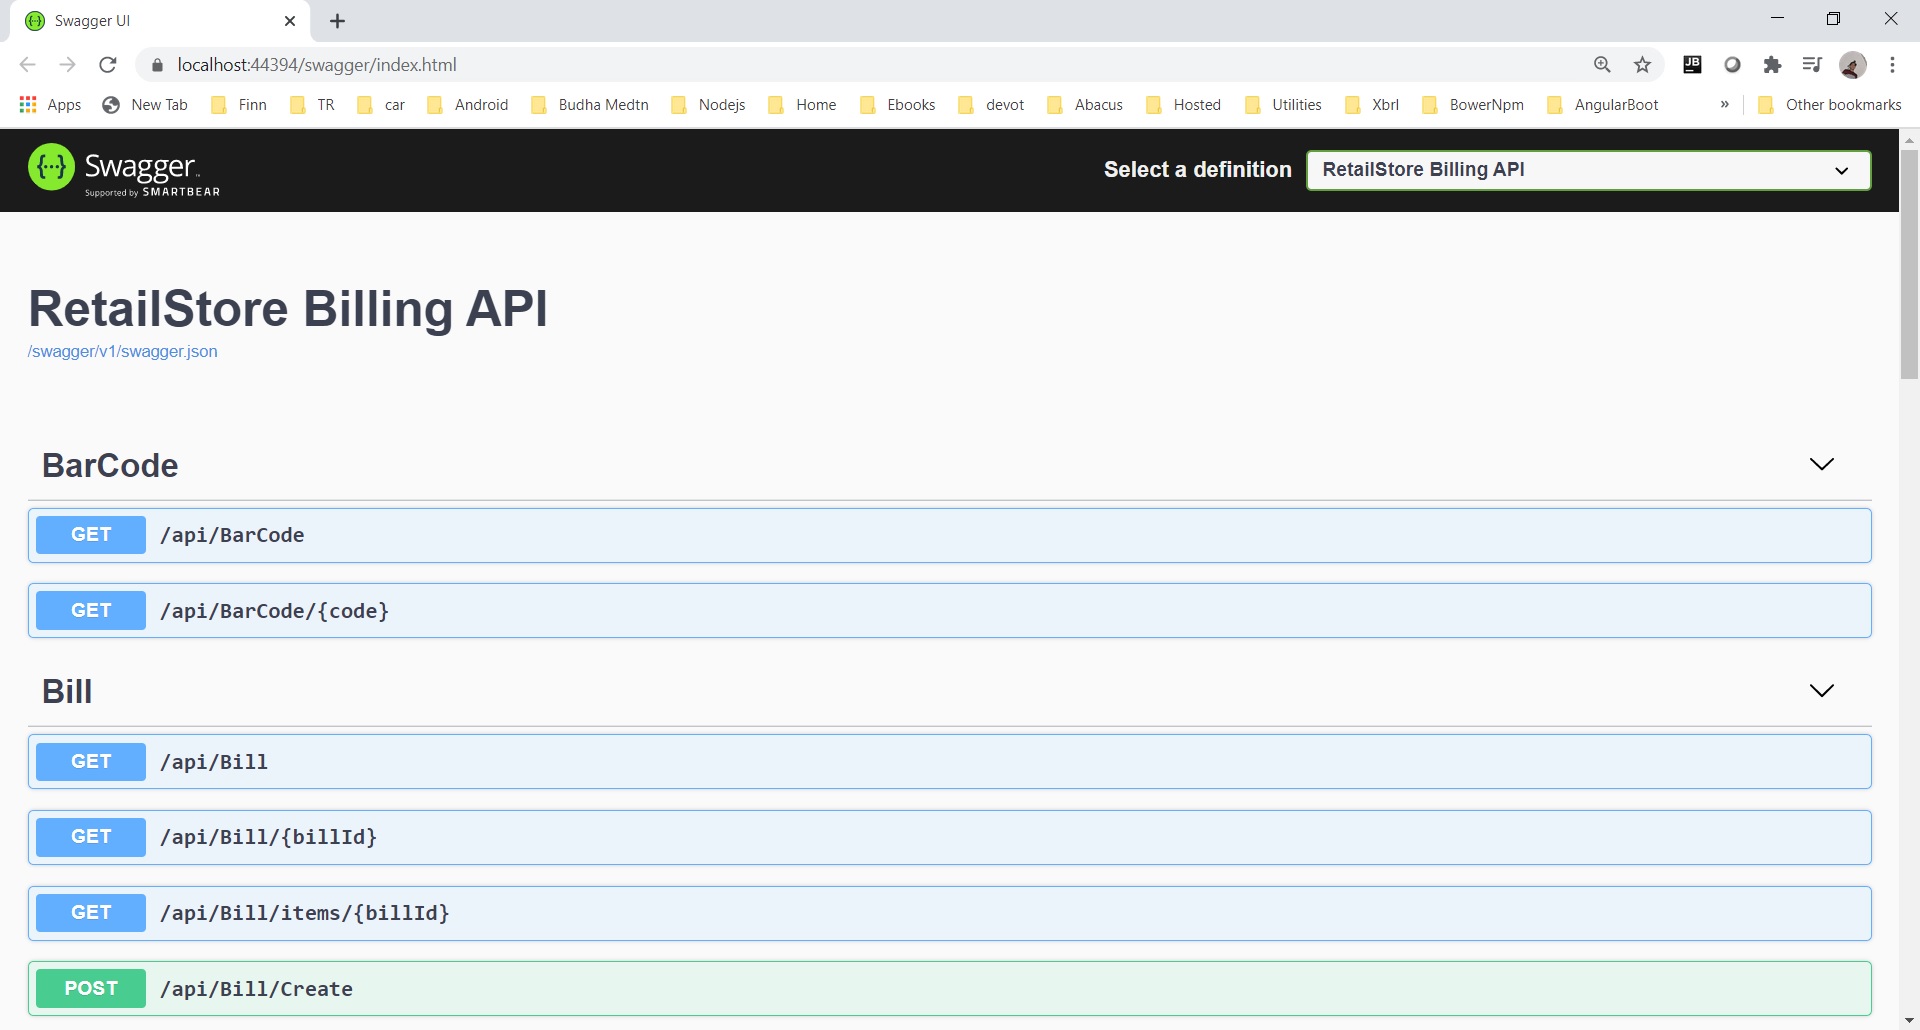 Swagger UI
localhost:44394/swagger/index.html
JB
Apps New Tab Finn TR car Android Budha Medtn Nodejs Home Ebooks devot Abacus Hosted Utilities Xbrl BowerNpm AngularBoot » Other bookmarks
{···} Swagger™
Supported by SMARTBEAR
Select a definition RetailStore Billing API
RetailStore Billing API
/swagger/v1/swagger.json
BarCode
GET /api/BarCode
GET /api/BarCode/{code}
Bill
GET /api/Bill
GET /api/Bill/{billId}
GET /api/Bill/items/{billId}
POST /api/Bill/Create